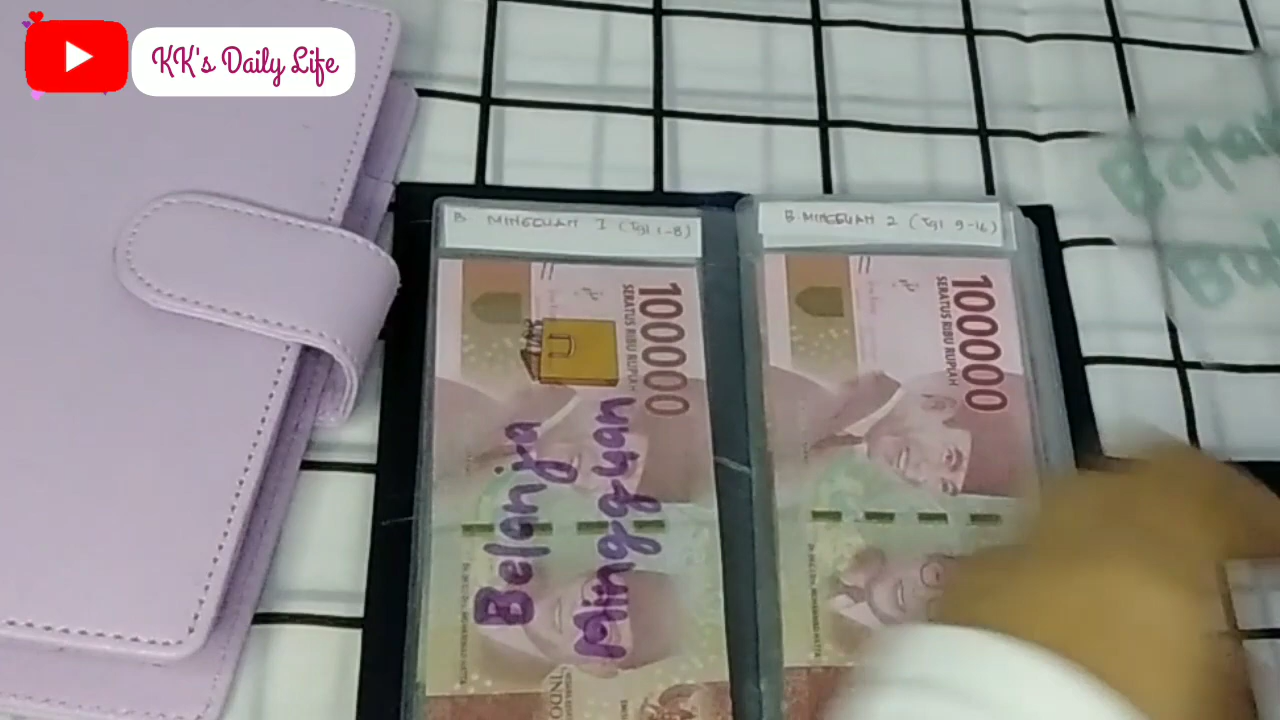 KK's Daily Life
B. MINGGUAN 1 (Tgl 1-8)
B. MINGGUAN 2 (Tgl 9-16)
100000
SERATUS RIBU RUPIAH
100000
SERATUS RIBU RUPIAH
Belanja
Mingguan